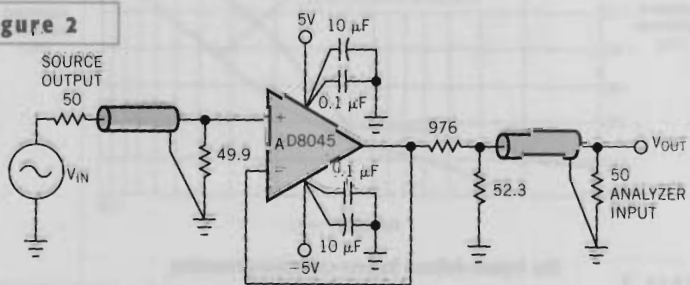 gure 2
5V
10 µF
SOURCE
OUTPUT
50
0.1 µF
976
+
AD8045
VOUT
VIN
49.9
−
0.1 µF
52.3
50
ANALYZER
INPUT
10 µF
−5V